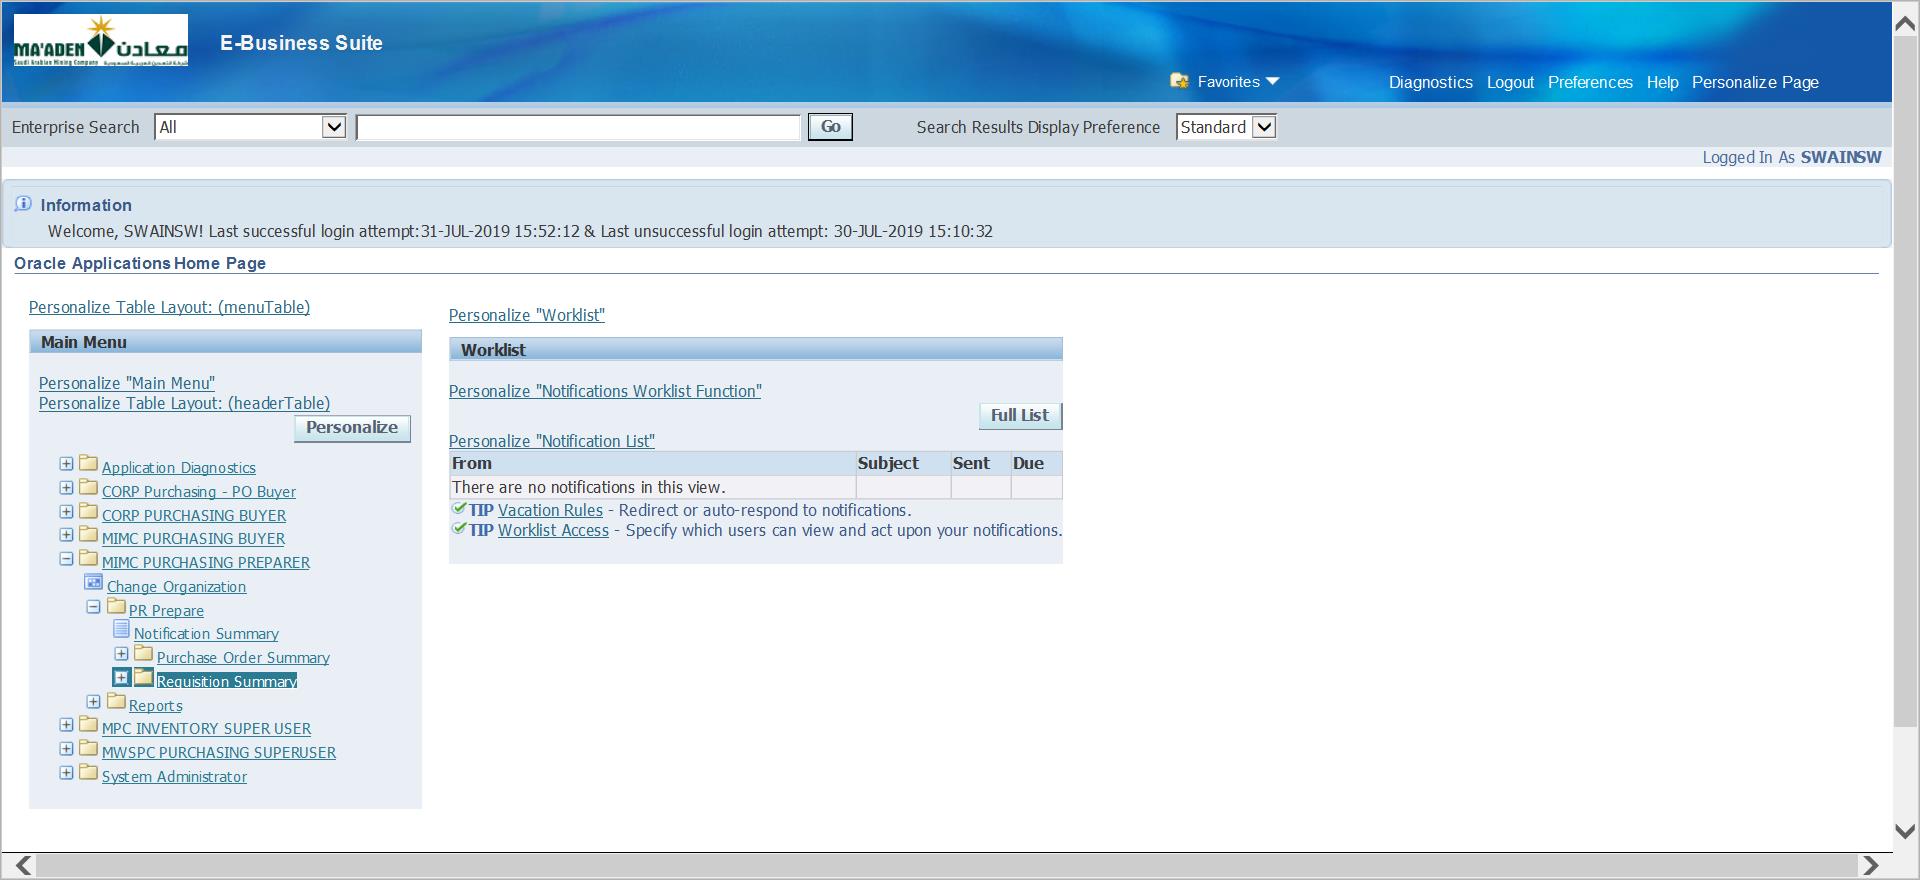 MA'ADEN معادن
Saudi Arabian Mining Company
E-Business Suite
Favorites
Diagnostics Logout Preferences Help Personalize Page
Enterprise Search All Go Search Results Display Preference Standard
Logged In As SWAINSW
Information
Welcome, SWAINSW! Last successful login attempt:31-JUL-2019 15:52:12 & Last unsuccessful login attempt: 30-JUL-2019 15:10:32
Oracle Applications Home Page
Personalize Table Layout: (menuTable)
Main Menu
Personalize "Main Menu"
Personalize Table Layout: (headerTable)
Personalize
Application Diagnostics
CORP Purchasing - PO Buyer
CORP PURCHASING BUYER
MIMC PURCHASING BUYER
MIMC PURCHASING PREPARER
Change Organization
PR Prepare
Notification Summary
Purchase Order Summary
Requisition Summary
Reports
MPC INVENTORY SUPER USER
MWSPC PURCHASING SUPERUSER
System Administrator
Personalize "Worklist"
Worklist
Personalize "Notifications Worklist Function"
Full List
Personalize "Notification List"
From Subject Sent Due
There are no notifications in this view.
TIP Vacation Rules - Redirect or auto-respond to notifications.
TIP Worklist Access - Specify which users can view and act upon your notifications.